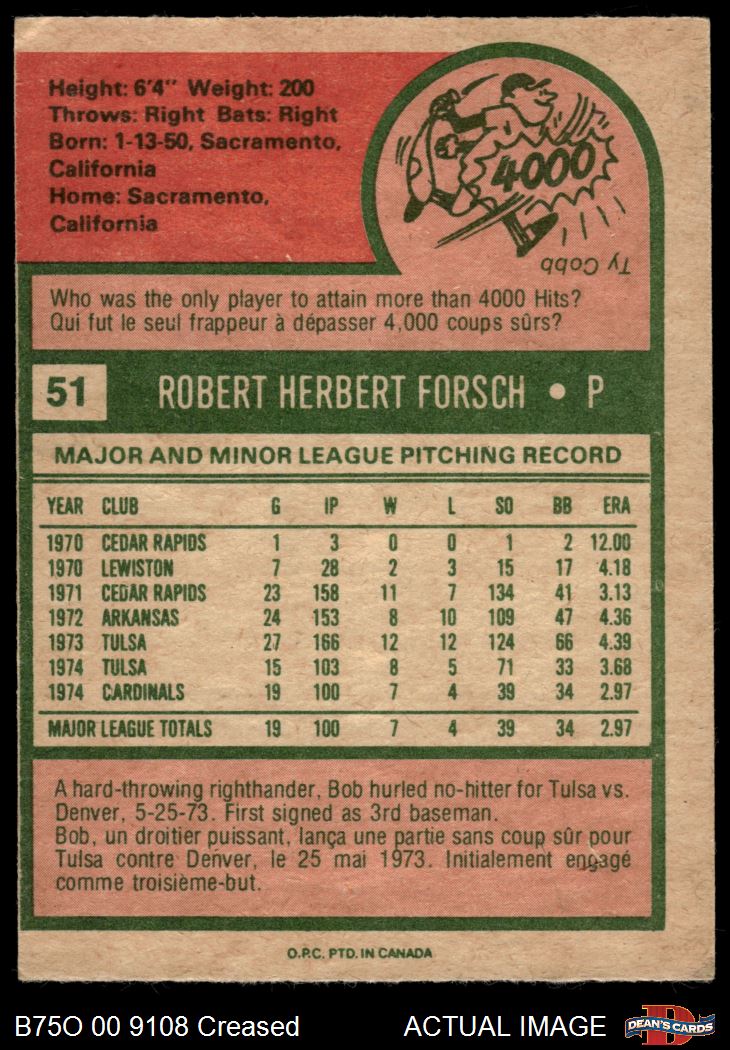 Height: 6'4" Weight: 200
Throws: Right Bats: Right
Born: 1-13-50, Sacramento,
California
Home: Sacramento,
California
4000
Ty Cobb
Who was the only player to attain more than 4000 Hits?
Qui fut le seul frappeur à dépasser 4,000 coups sûrs?
51 ROBERT HERBERT FORSCH • P
MAJOR AND MINOR LEAGUE PITCHING RECORD
YEAR CLUB G IP W L SO BB ERA
1970 CEDAR RAPIDS 1 3 0 0 1 2 12.00
1970 LEWISTON 7 28 2 3 15 17 4.18
1971 CEDAR RAPIDS 23 158 11 7 134 41 3.13
1972 ARKANSAS 24 153 8 10 109 47 4.36
1973 TULSA 27 166 12 12 124 66 4.39
1974 TULSA 15 103 8 5 71 33 3.68
1974 CARDINALS 19 100 7 4 39 34 2.97
MAJOR LEAGUE TOTALS 19 100 7 4 39 34 2.97
A hard-throwing righthander, Bob hurled no-hitter for Tulsa vs.
Denver, 5-25-73. First signed as 3rd baseman.
Bob, un droitier puissant, lança une partie sans coup sûr pour
Tulsa contre Denver, le 25 mai 1973. Initialement engagé
comme troisième-but.
O.P.C. PTD. IN CANADA
B75O 00 9108 Creased ACTUAL IMAGE
DEAN'S CARDS